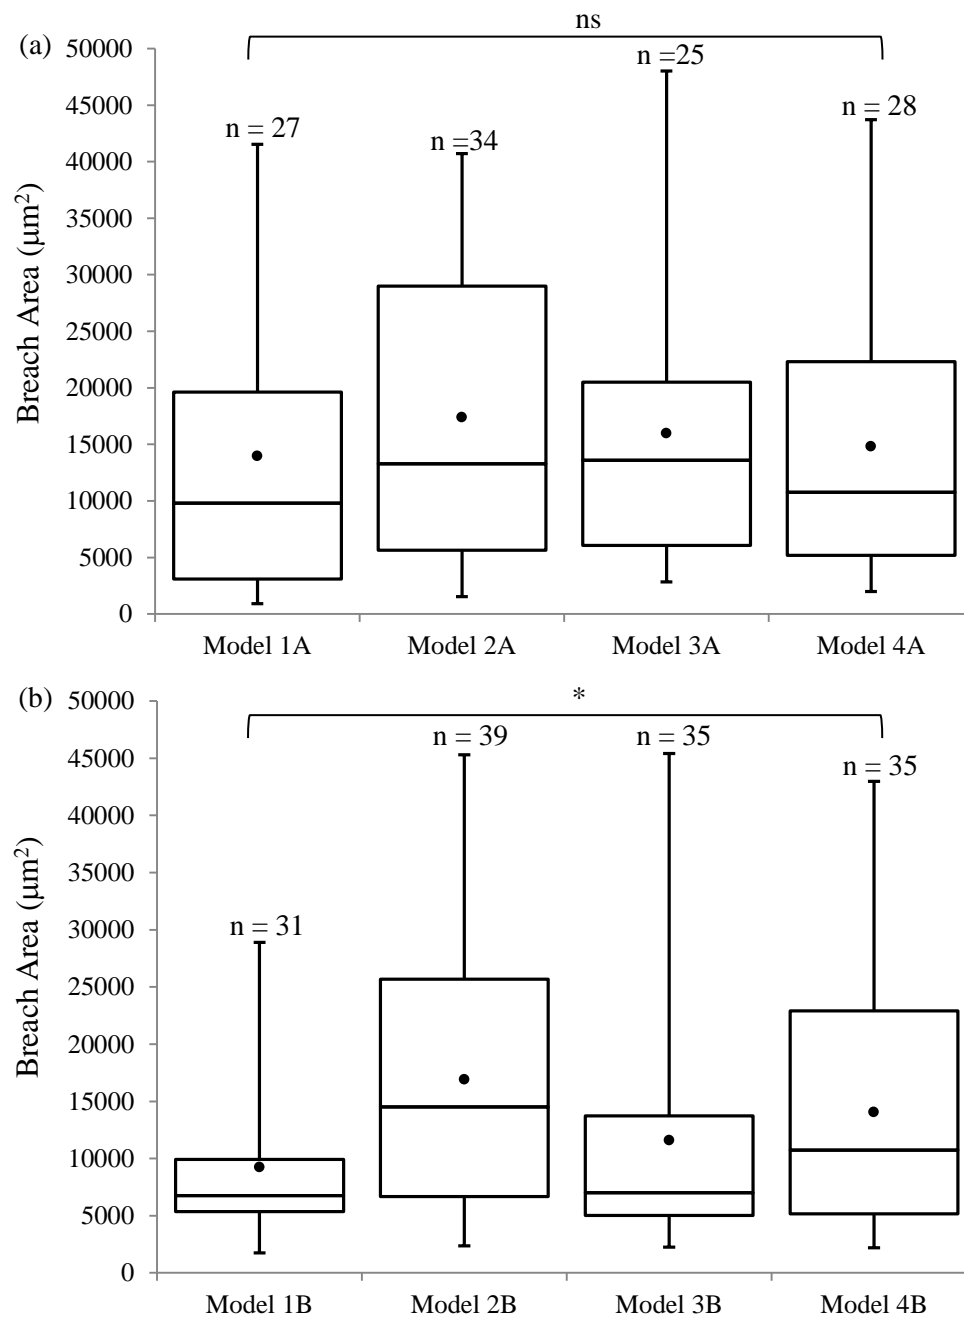 ns
(a)
50000
n =25
45000
n = 27
n =34
n = 28
40000
35000
30000
25000
20000
15000
10000
5000
0
Breach Area (µm²)
Model 1A
Model 2A
Model 3A
Model 4A
(b)
50000
*
n = 39
n = 35
45000
n = 35
40000
35000
n = 31
30000
25000
20000
15000
10000
5000
0
Breach Area (µm²)
Model 1B
Model 2B
Model 3B
Model 4B